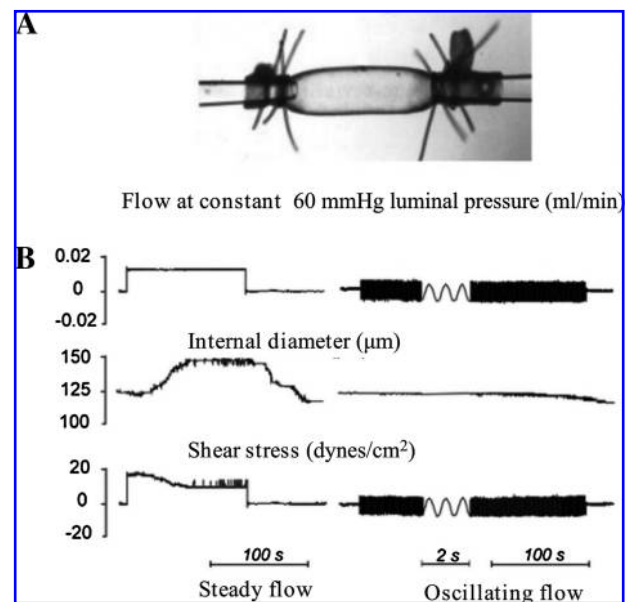 A
Flow at constant 60 mmHg luminal pressure (ml/min)
B
0.02
0
-0.02
Internal diameter (µm)
150
125
100
Shear stress (dynes/cm²)
20
0
-20
100 s
2 s
100 s
Steady flow
Oscillating flow